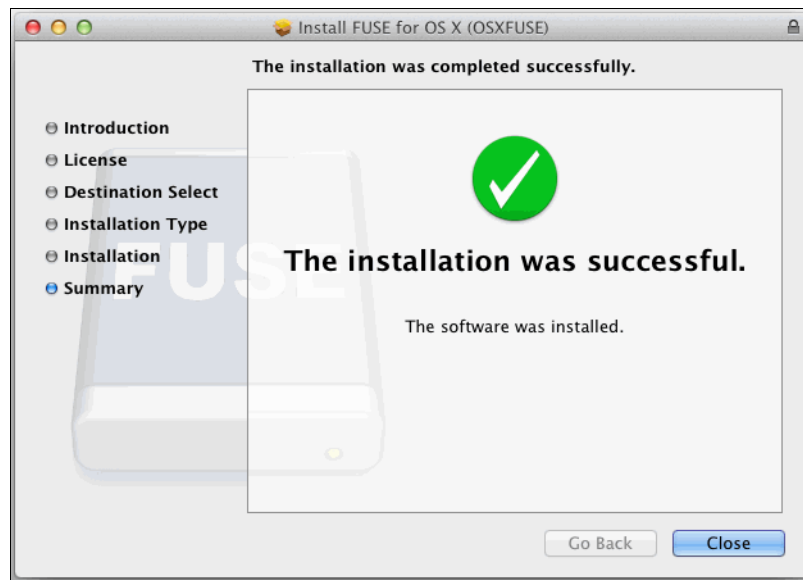 Install FUSE for OS X (OSXFUSE)
The installation was completed successfully.
Introduction
License
Destination Select
Installation Type
Installation
Summary
FUSE
The installation was successful.
The software was installed.
Go Back
Close